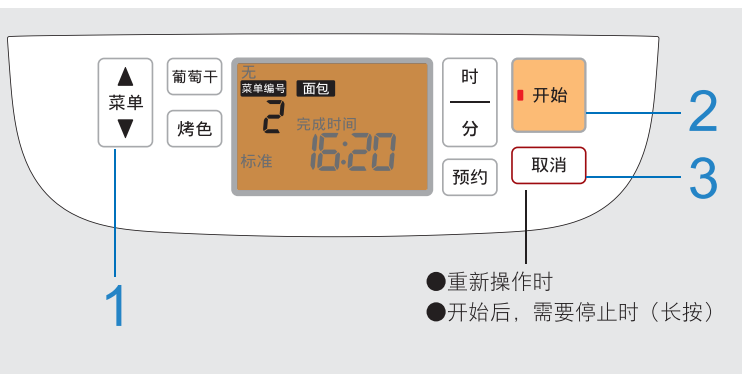 ▲
菜单
▼
葡萄干
烤色
无
菜单编号 面包
2
完成时间
16:20
标准
时
分
预约
开始
取消
1
2
3
●重新操作时
●开始后，需要停止时（长按）